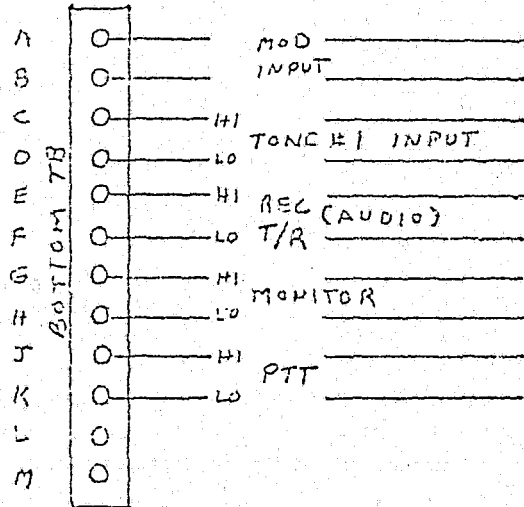 A MOD
B INPUT
C HI
TONE #1 INPUT
D LO
E HI
REC (AUDIO)
F LO T/R
G HI
MONITOR
H LO
J HI
PTT
K LO
L
M
BOTTOM TB